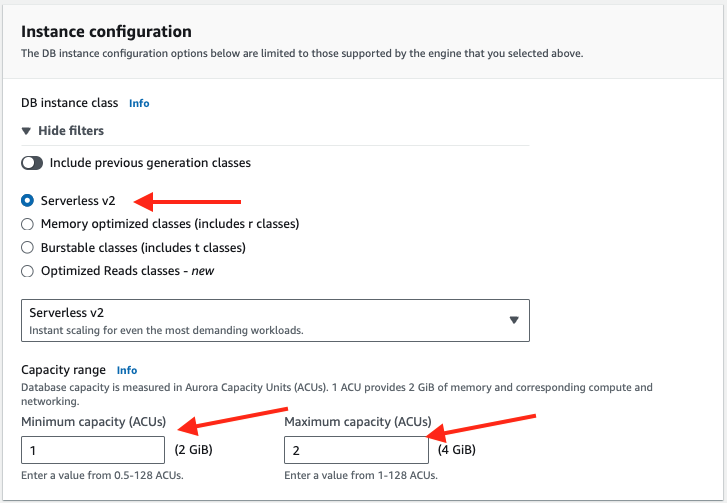 Instance configuration
The DB instance configuration options below are limited to those supported by the engine that you selected above.
DB instance class Info
Hide filters
Include previous generation classes
Serverless v2
Memory optimized classes (includes r classes)
Burstable classes (includes t classes)
Optimized Reads classes - new
Serverless v2
Instant scaling for even the most demanding workloads.
Capacity range Info
Database capacity is measured in Aurora Capacity Units (ACUs). 1 ACU provides 2 GiB of memory and corresponding compute and
networking.
Minimum capacity (ACUs) Maximum capacity (ACUs)
1 (2 GiB) 2 (4 GiB)
Enter a value from 0.5-128 ACUs. Enter a value from 1-128 ACUs.